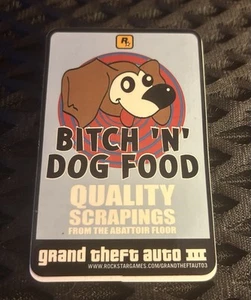 R★
BITCH 'N'
DOG FOOD
QUALITY
SCRAPINGS
FROM THE ABATTOIR FLOOR
grand theft auto III
WWW.ROCKSTARGAMES.COM/GRANDTHEFTAUTO3